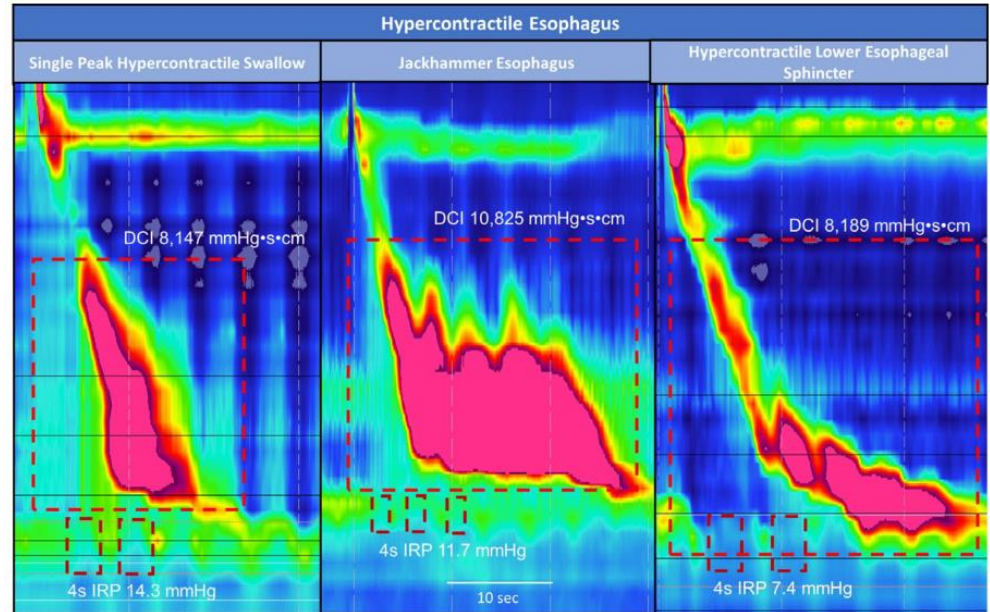 Hypercontractile Esophagus
Single Peak Hypercontractile Swallow
Jackhammer Esophagus
Hypercontractile Lower Esophageal
Sphincter
DCI 8,147 mmHg•s•cm
4s IRP 14.3 mmHg
DCI 10,825 mmHg•s•cm
4s IRP 11.7 mmHg
10 sec
DCI 8,189 mmHg•s•cm
4s IRP 7.4 mmHg